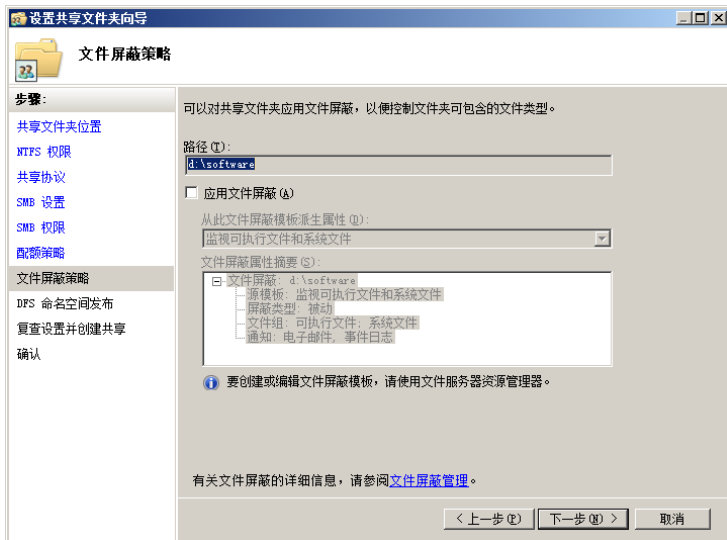 设置共享文件夹向导
文件屏蔽策略
步骤:
共享文件夹位置
NTFS 权限
共享协议
SMB 设置
SMB 权限
配额策略
文件屏蔽策略
DFS 命名空间发布
复查设置并创建共享
确认
可以对共享文件夹应用文件屏蔽，以便控制文件夹可包含的文件类型。
路径(T):
d:\software
应用文件屏蔽(A)
从此文件屏蔽模板派生属性(D):
监视可执行文件和系统文件
文件屏蔽属性摘要(S):
文件屏蔽: d:\software
源模板: 监视可执行文件和系统文件
屏蔽类型: 被动
文件组: 可执行文件; 系统文件
通知: 电子邮件, 事件日志
要创建或编辑文件屏蔽模板，请使用文件服务器资源管理器。
有关文件屏蔽的详细信息，请参阅文件屏蔽管理。
< 上一步(P) 下一步(N) > 取消